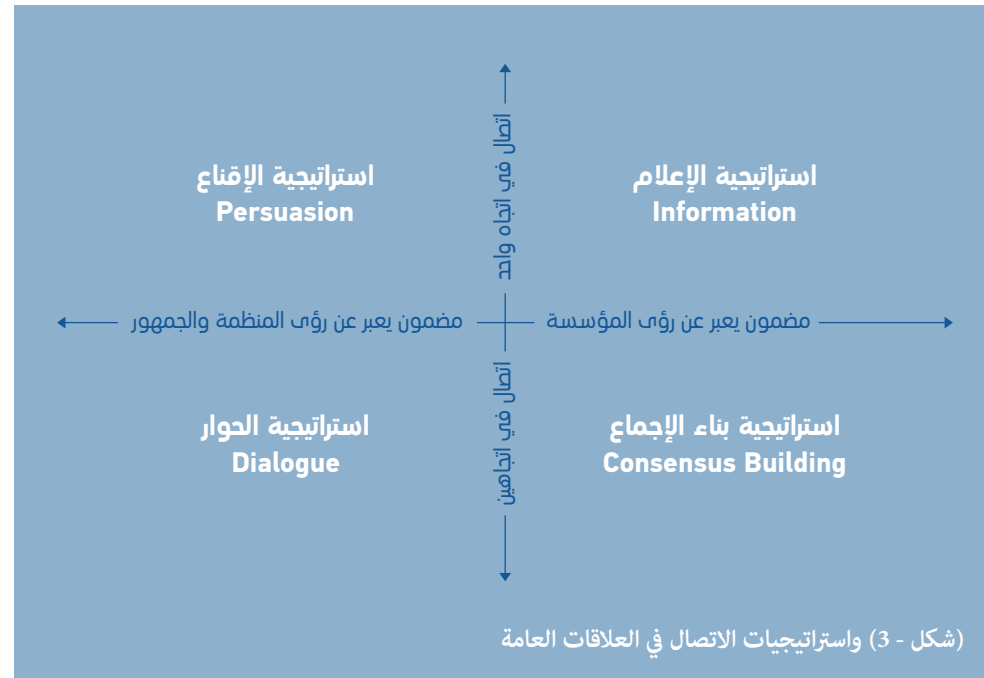 اتصال في اتجاه واحد
استراتيجية الإعلام
Information
استراتيجية الإقناع
Persuasion
مضمون يعبر عن رؤى المؤسسة
مضمون يعبر عن رؤى المنظمة والجمهور
استراتيجية بناء الإجماع
Consensus Building
استراتيجية الحوار
Dialogue
اتصال في اتجاهين
(شكل - 3) واستراتيجيات الاتصال في العلاقات العامة